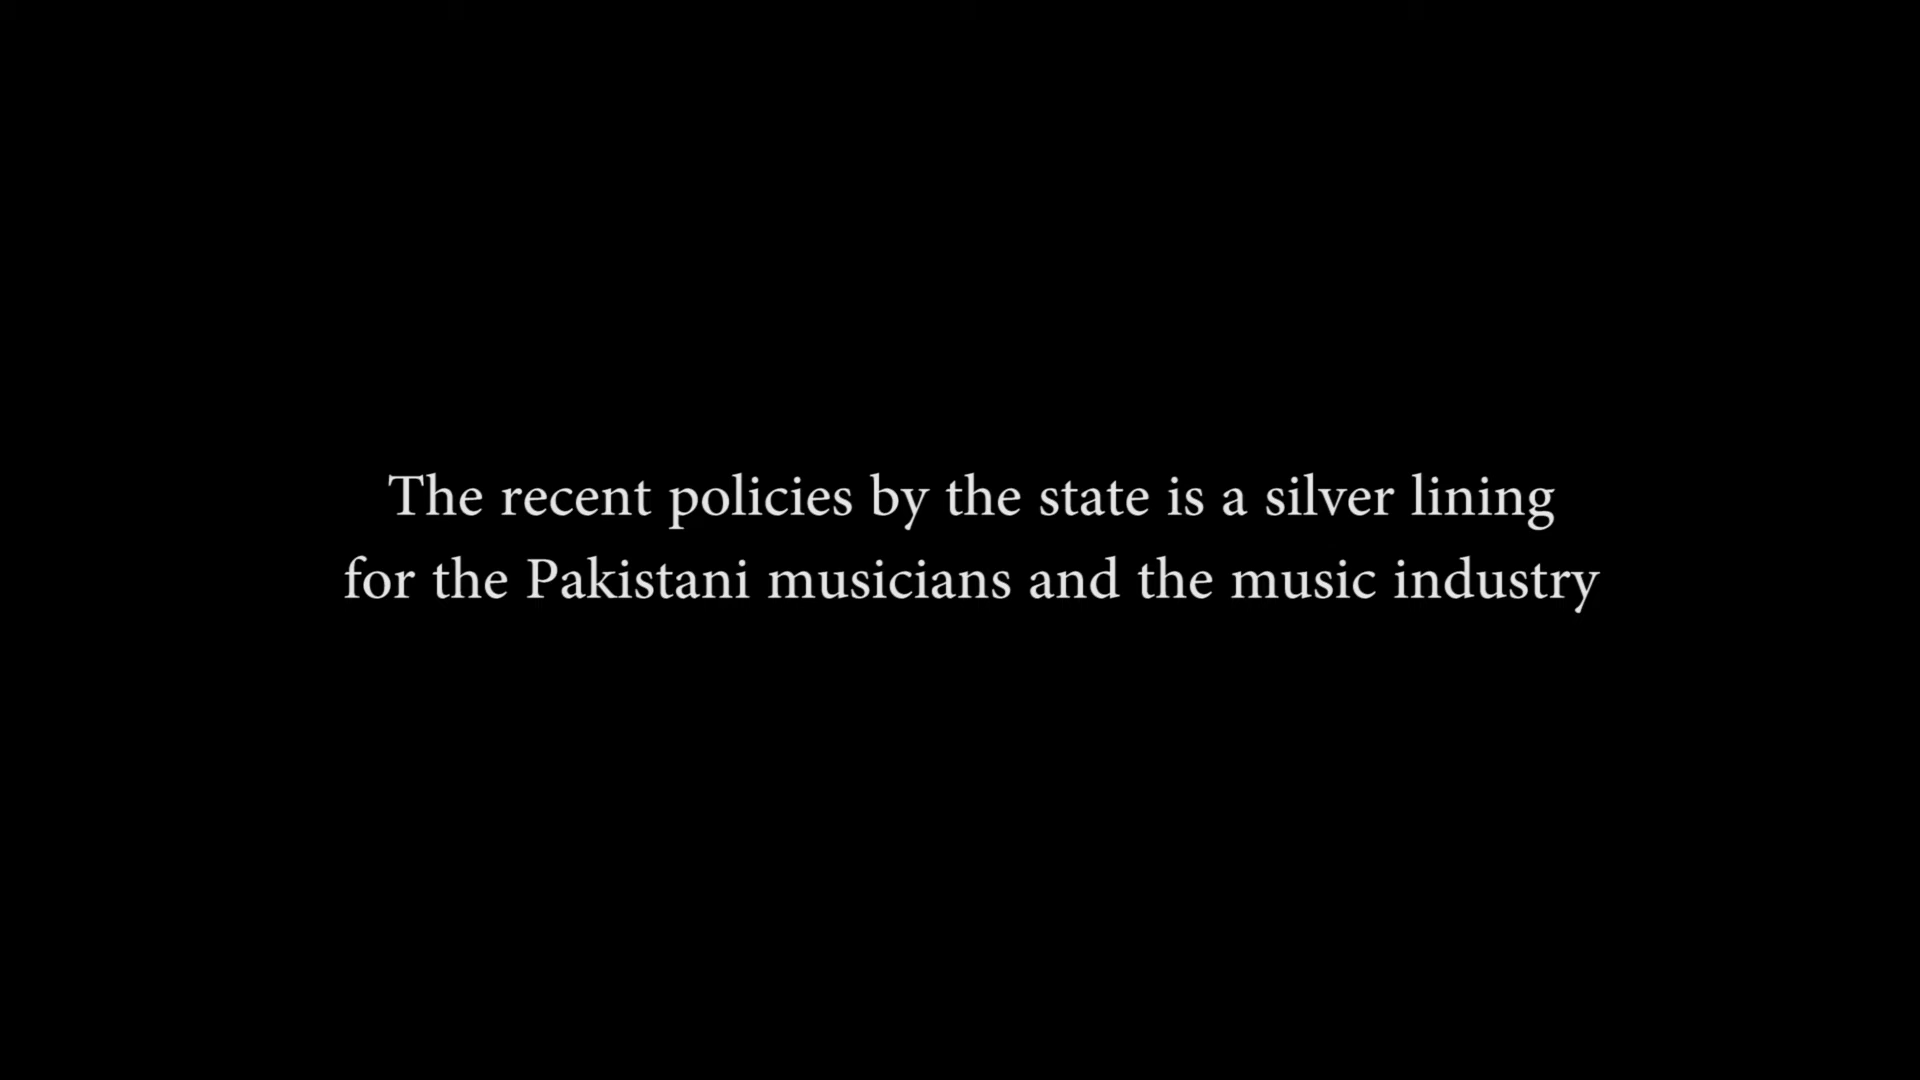 The recent policies by the state is a silver lining
for the Pakistani musicians and the music industry